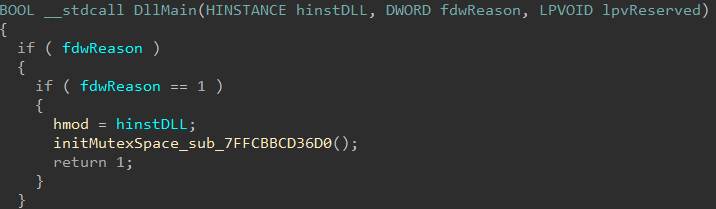 BOOL __stdcall DllMain(HINSTANCE hinstDLL, DWORD fdwReason, LPVOID lpvReserved)
{
  if ( fdwReason )
  {
    if ( fdwReason == 1 )
    {
      hmod = hinstDLL;
      initMutexSpace_sub_7FFCBBCD36D0();
      return 1;
    }
  }